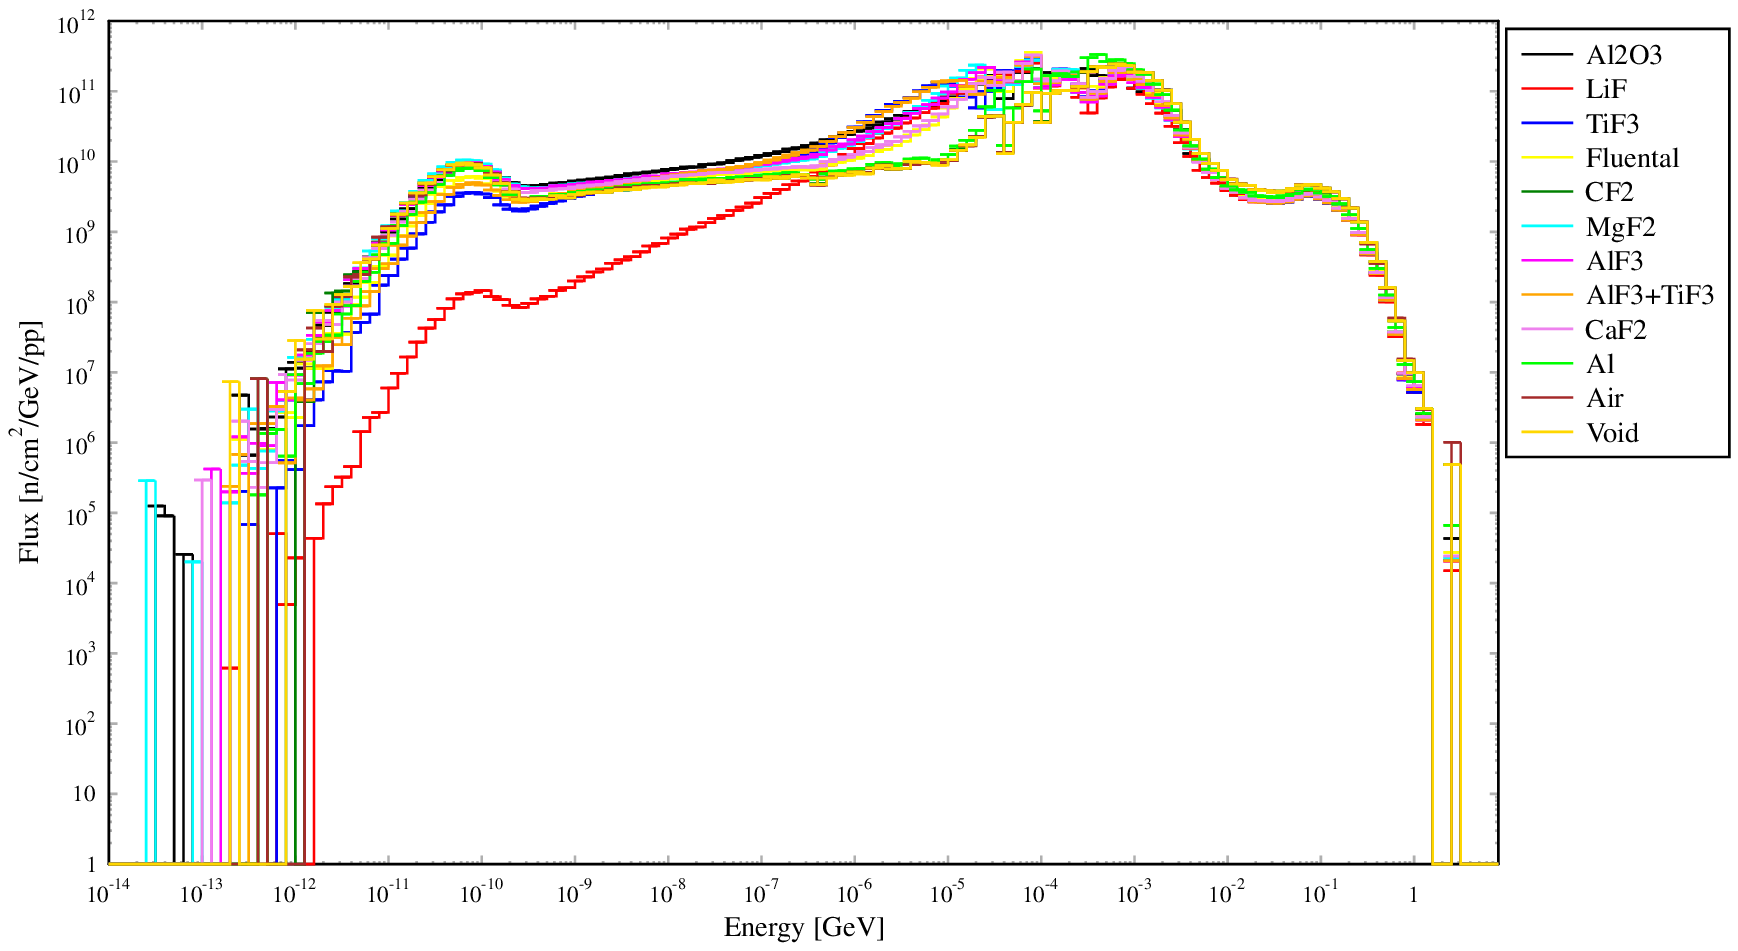 10^12
10^11
10^10
10^9
10^8
10^7
10^6
10^5
10^4
10^3
10^2
10
1
Flux [n/cm^2/GeV/pp]
10^-14 10^-13 10^-12 10^-11 10^-10 10^-9 10^-8 10^-7 10^-6 10^-5 10^-4 10^-3 10^-2 10^-1 1
Energy [GeV]
Al2O3
LiF
TiF3
Fluental
CF2
MgF2
AlF3
AlF3+TiF3
CaF2
Al
Air
Void